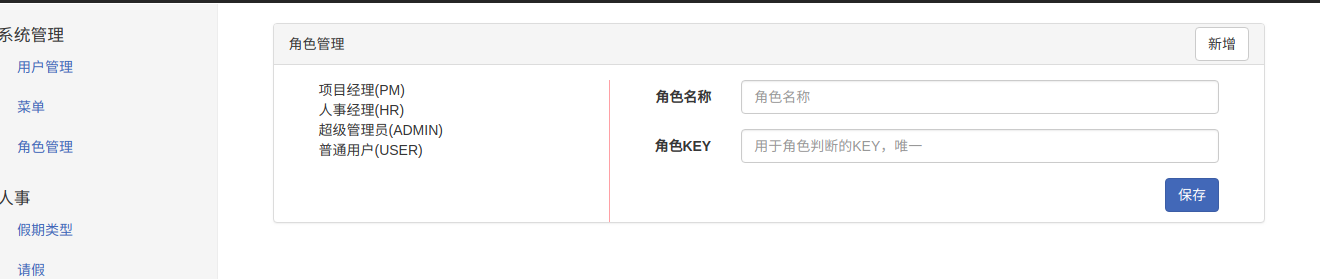 系统管理
用户管理
菜单
角色管理
人事
假期类型
请假
角色管理
新增
项目经理(PM)
人事经理(HR)
超级管理员(ADMIN)
普通用户(USER)
角色名称
角色名称
角色KEY
用于角色判断的KEY，唯一
保存